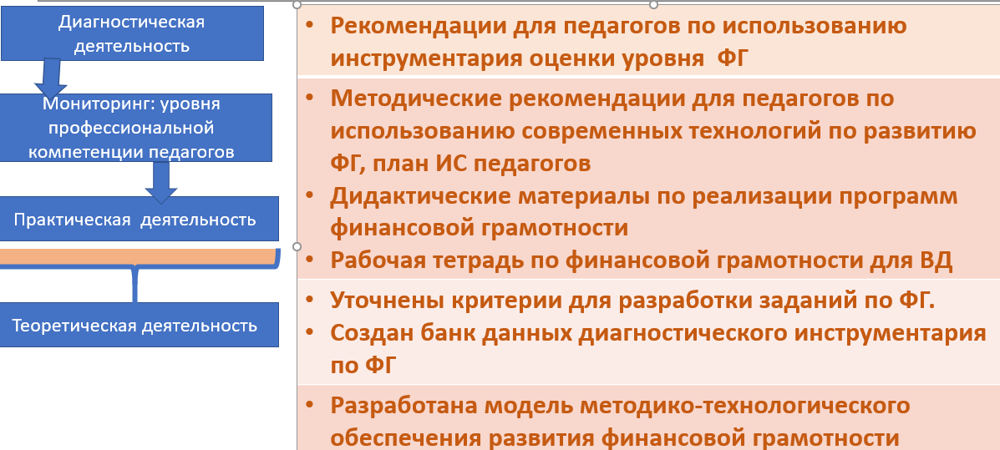 Диагностическая
деятельность
Мониторинг: уровня
профессиональной
компетенции педагогов
Практическая деятельность
Теоретическая деятельность
• Рекомендации для педагогов по использованию
инструментария оценки уровня ФГ
• Методические рекомендации для педагогов по
использованию современных технологий по развитию
ФГ, план ИС педагогов
• Дидактические материалы по реализации программ
финансовой грамотности
• Рабочая тетрадь по финансовой грамотности для ВД
• Уточнены критерии для разработки заданий по ФГ.
• Создан банк данных диагностического инструментария
по ФГ
• Разработана модель методико-технологического
обеспечения развития финансовой грамотности